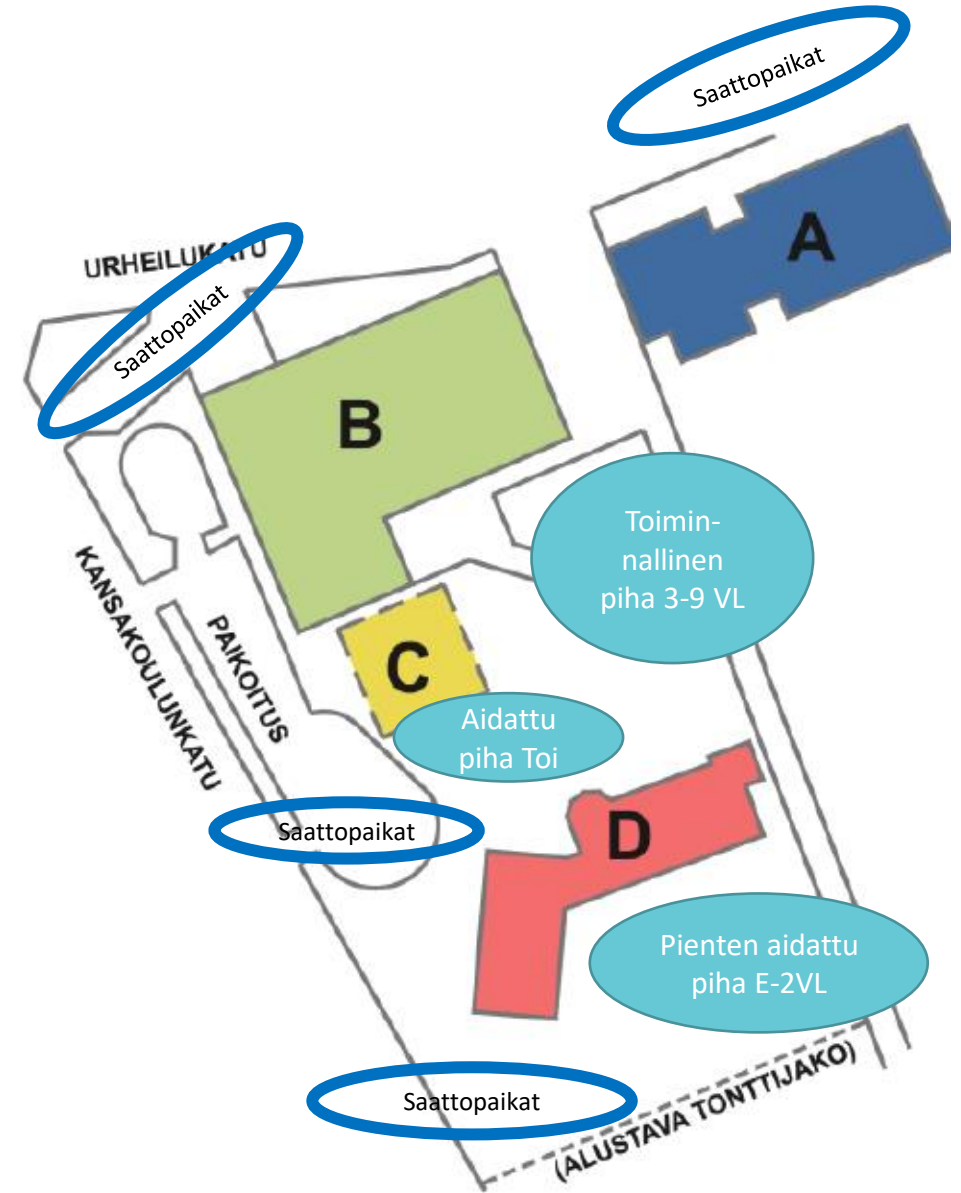 Saattopaikat
A
URHEILUKATU
Saattopaikat
B
Toimin-
nallinen
piha 3-9 VL
KANSAKOULUNKATU
PAIKOITUS
C
Aidattu
piha Toi
Saattopaikat
D
Pienten aidattu
piha E-2VL
Saattopaikat
(ALUSTAVA TONTTIJAKO)